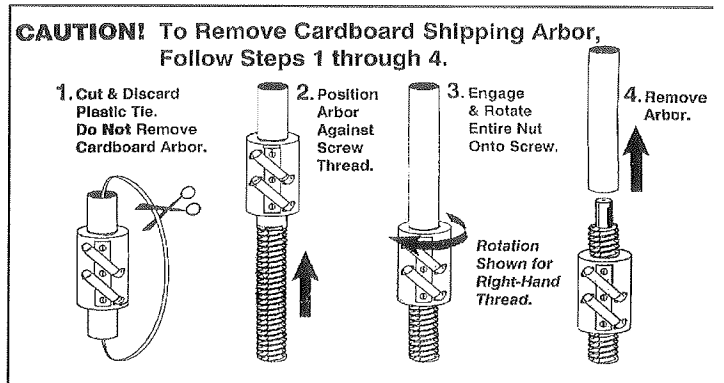 CAUTION! To Remove Cardboard Shipping Arbor,
Follow Steps 1 through 4.
1. Cut & Discard
Plastic Tie.
Do Not Remove
Cardboard Arbor.
2. Position
Arbor
Against
Screw
Thread.
3. Engage
& Rotate
Entire Nut
Onto Screw.
Rotation
Shown for
Right-Hand
Thread.
4. Remove
Arbor.